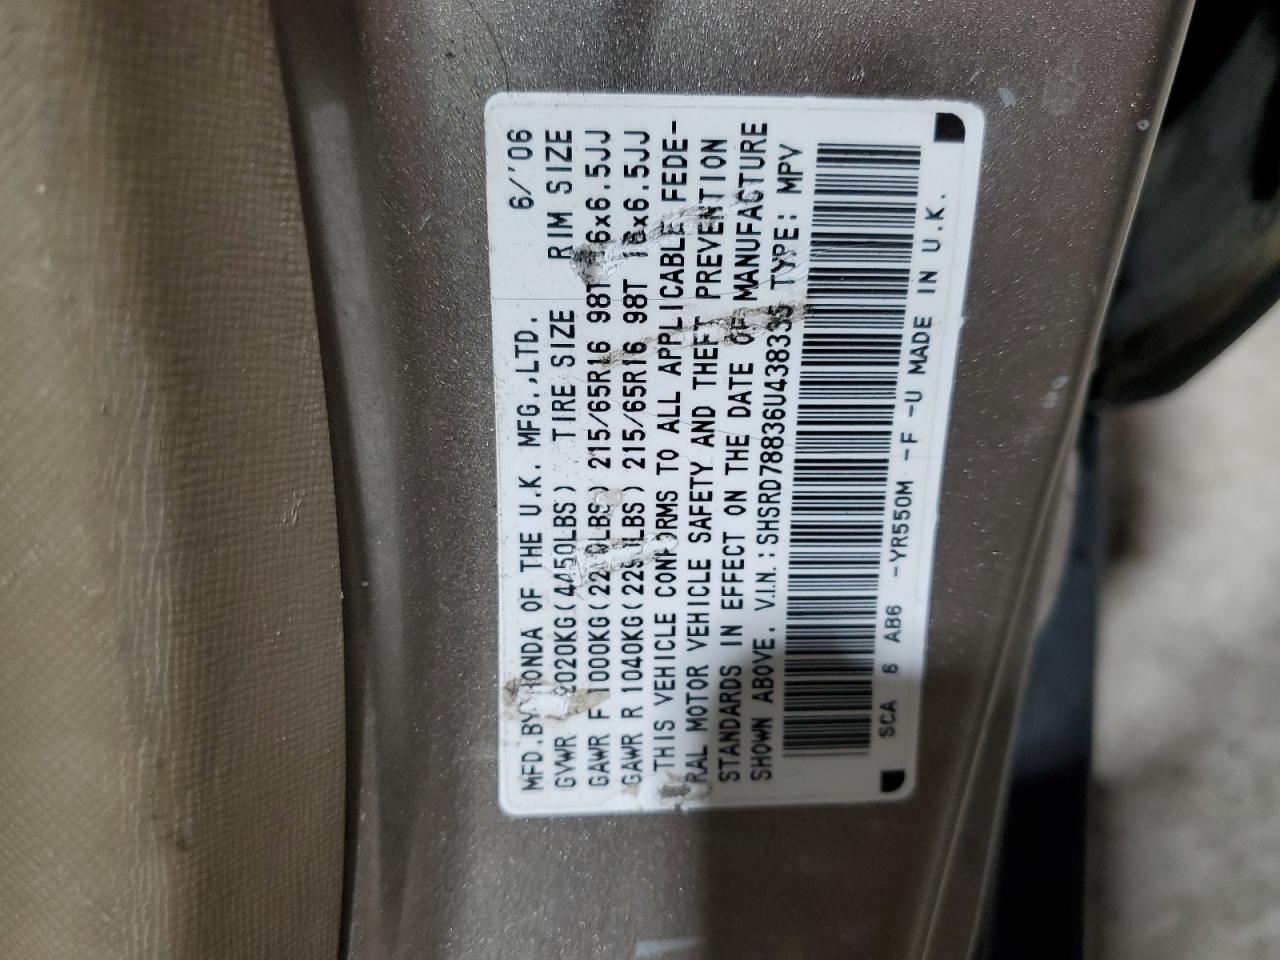 MFD.BY HONDA OF THE U.K. MFG.,LTD. 6/'06
GVWR 2020KG(4450LBS) TIRE SIZE RIM SIZE
GAWR F 1000KG(2200LBS) 215/65R16 98T 16x6.5JJ
GAWR R 1040KG(2290LBS) 215/65R16 98T 16x6.5JJ
THIS VEHICLE CONFORMS TO ALL APPLICABLE FEDE-
RAL MOTOR VEHICLE SAFETY AND THEFT PREVENTION
STANDARDS IN EFFECT ON THE DATE OF MANUFACTURE
SHOWN ABOVE. V.I.N.:SHSRD78836U438335 TYPE: MPV
SCA 6 AB6 -YR550M -F -U MADE IN U.K.